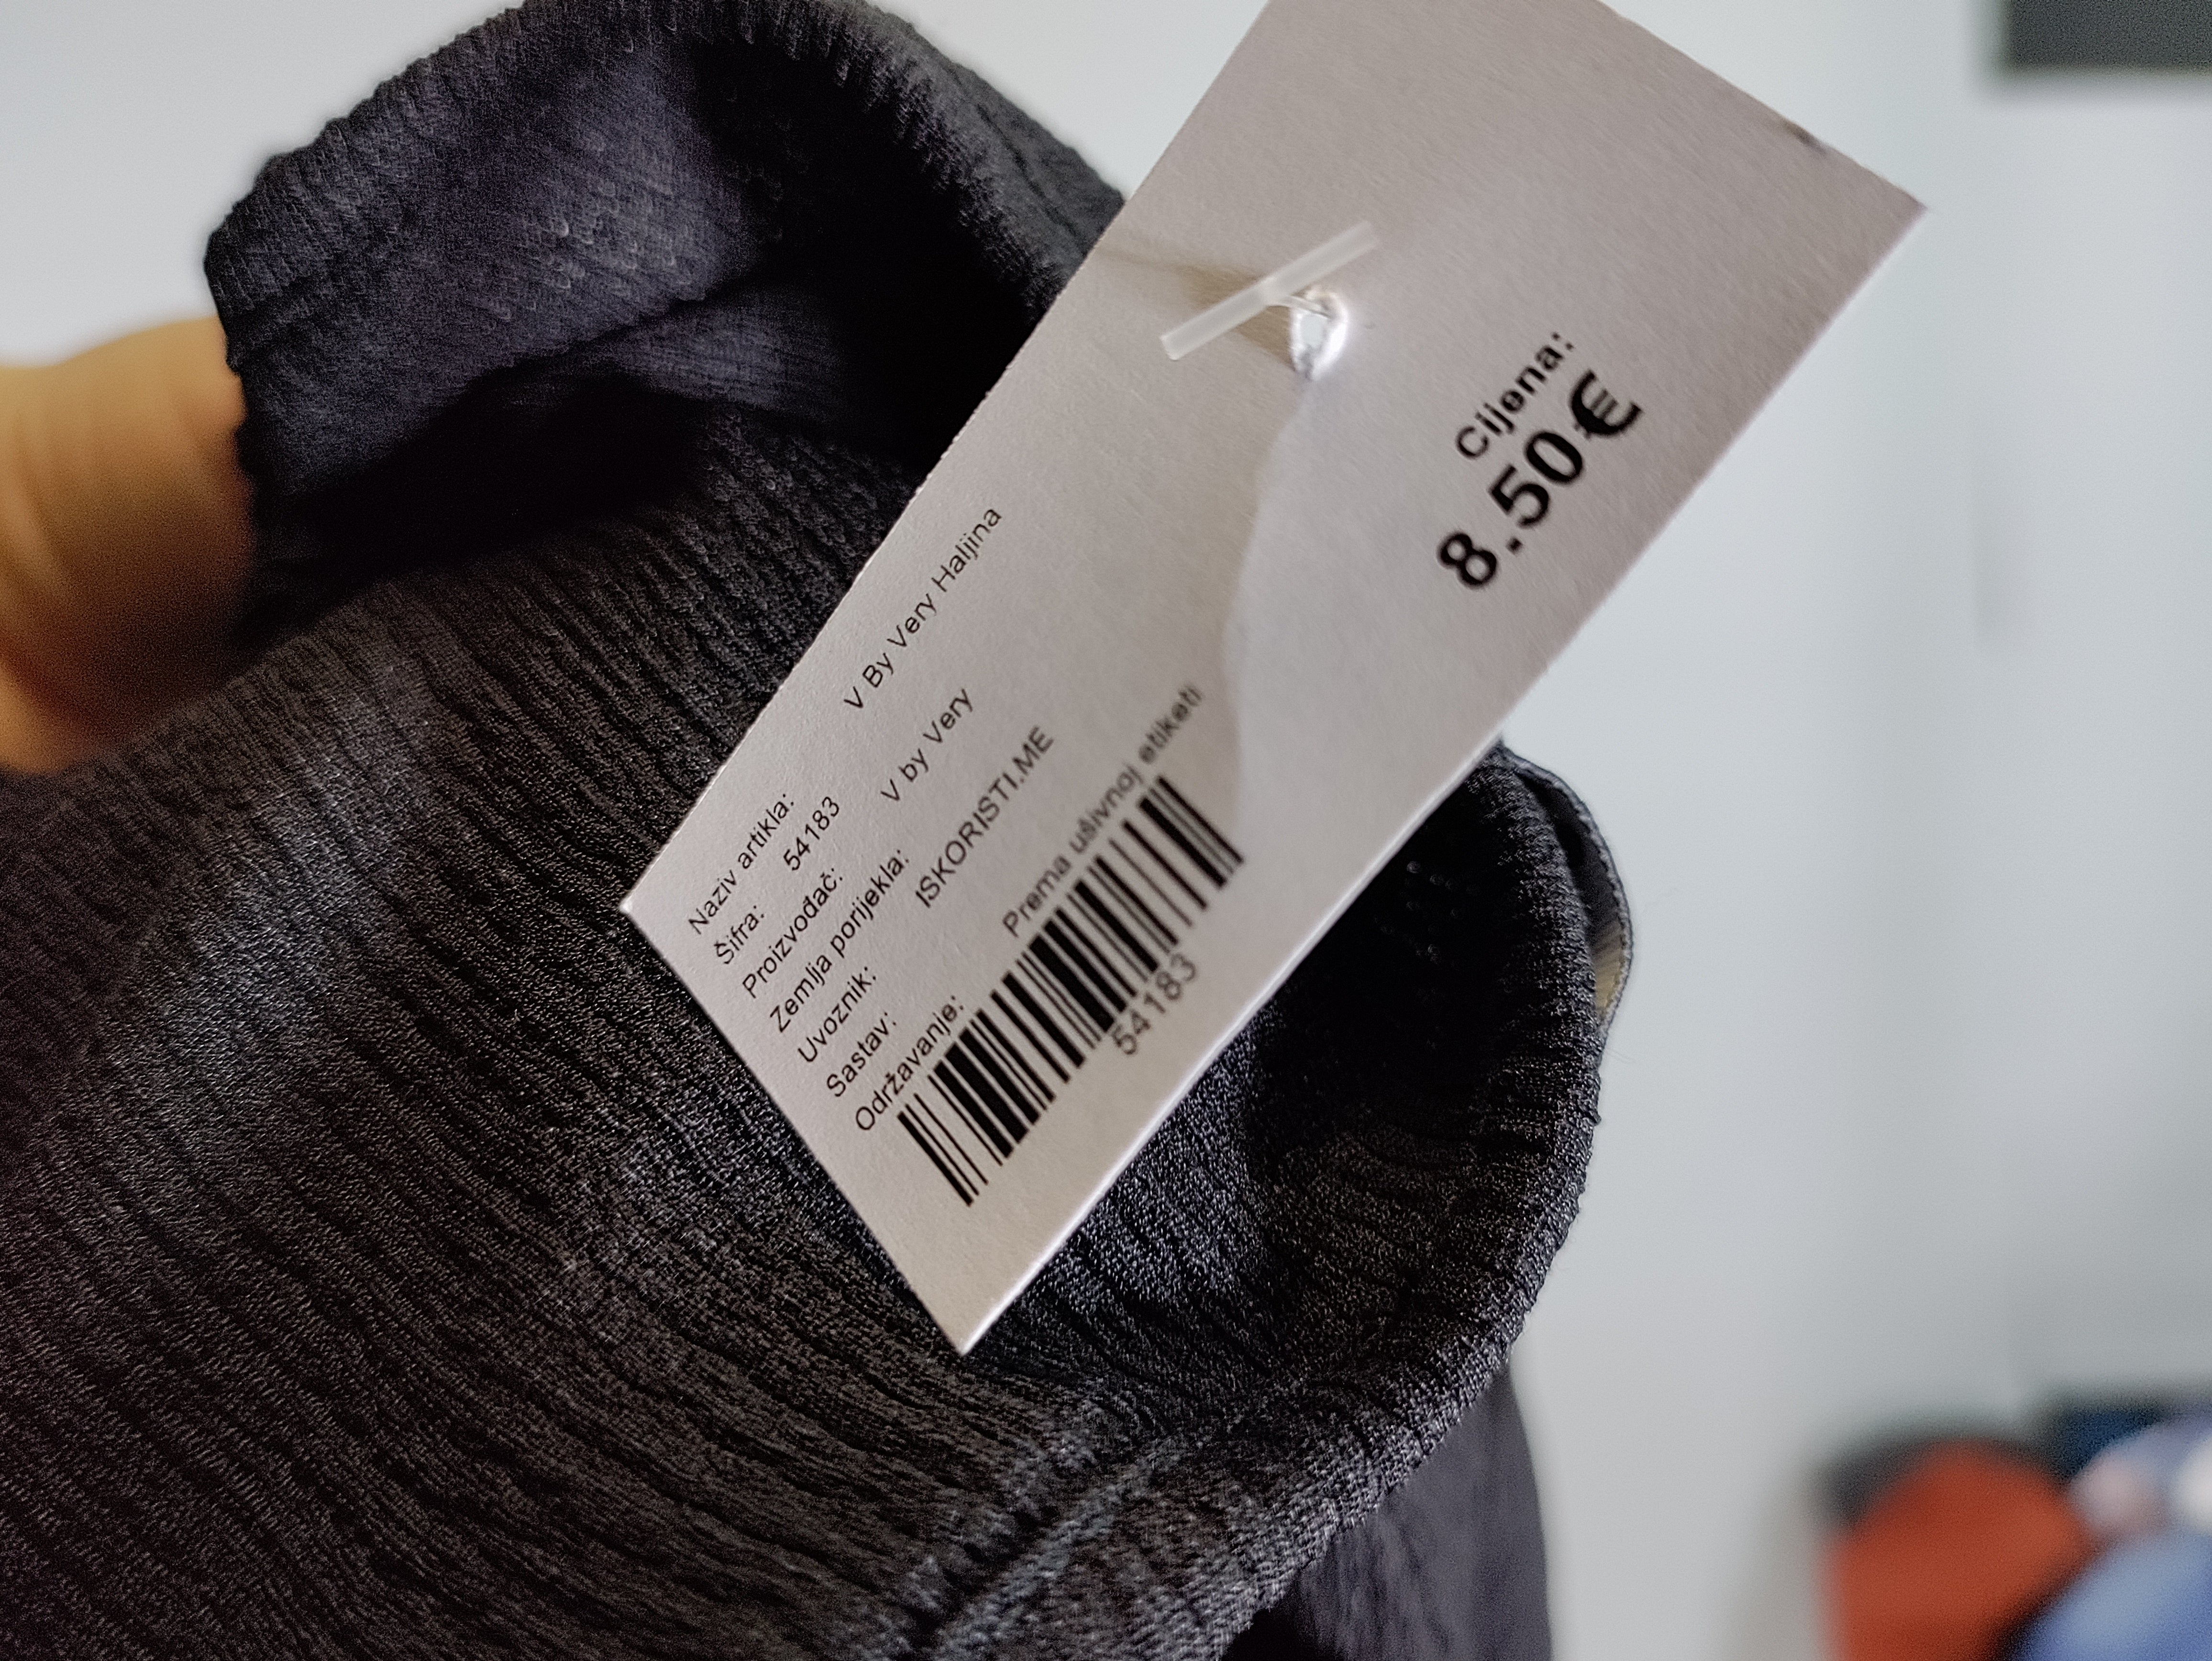 Cijena:
8.50€
Naziv artikla: V By Very Haljina
Šifra: 54183
Proizvođač: V by Very
Zemlja porijekla:
Uvoznik: ISKORISTI.ME
Sastav:
Održavanje: Prema ušivnoj etiketi
54183